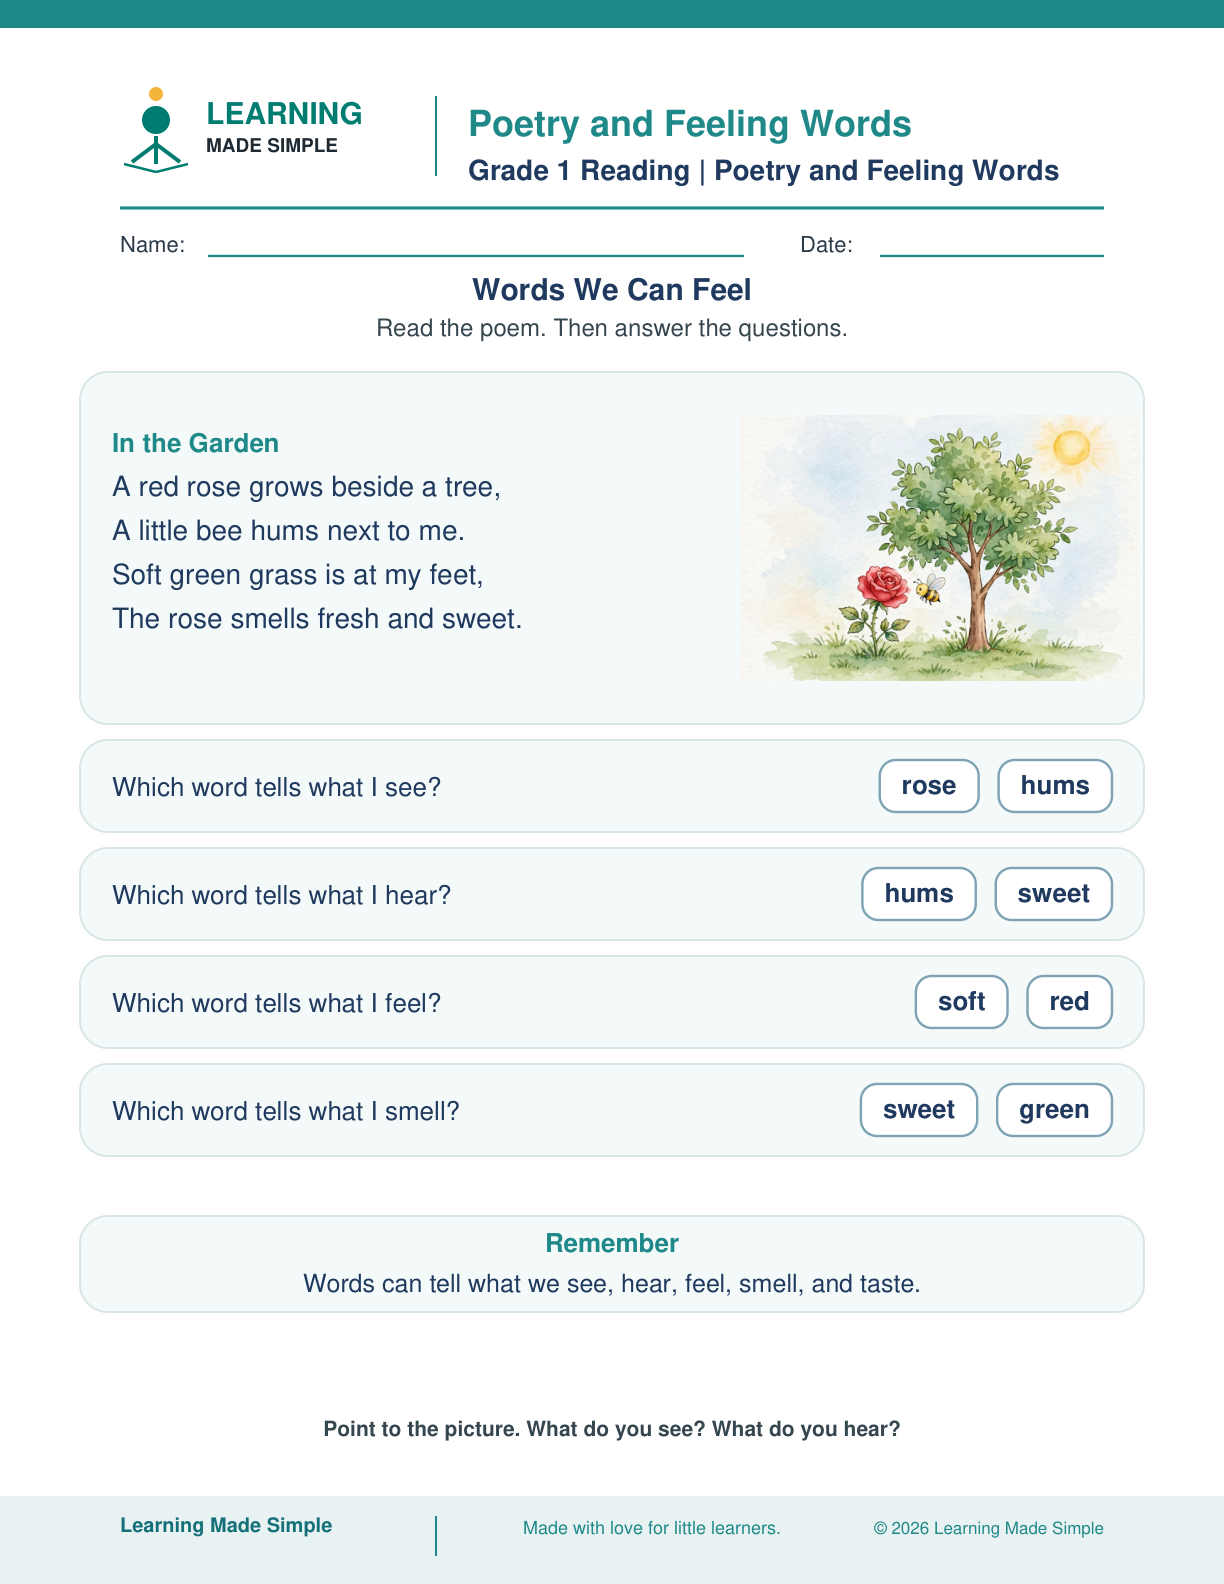 LEARNING
MADE SIMPLE
Poetry and Feeling Words
Grade 1 Reading | Poetry and Feeling Words
Name:
Date:
Words We Can Feel
Read the poem. Then answer the questions.
In the Garden
A red rose grows beside a tree,
A little bee hums next to me.
Soft green grass is at my feet,
The rose smells fresh and sweet.
Which word tells what I see?
rose
hums
Which word tells what I hear?
hums
sweet
Which word tells what I feel?
soft
red
Which word tells what I smell?
sweet
green
Remember
Words can tell what we see, hear, feel, smell, and taste.
Point to the picture. What do you see? What do you hear?
Learning Made Simple
Made with love for little learners.
© 2026 Learning Made Simple